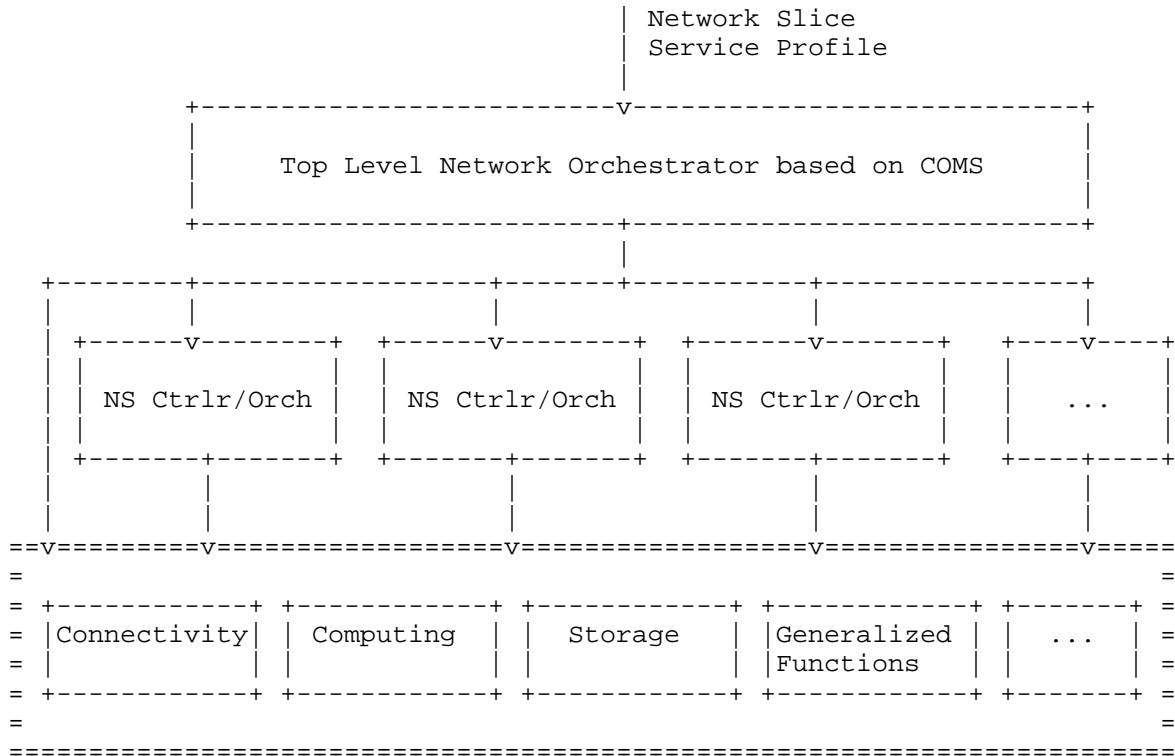 Network Slice
Service Profile
Top Level Network Orchestrator based on COMS
NS Ctrlr/Orch NS Ctrlr/Orch NS Ctrlr/Orch ...
Connectivity Computing Storage Generalized ...
Functions